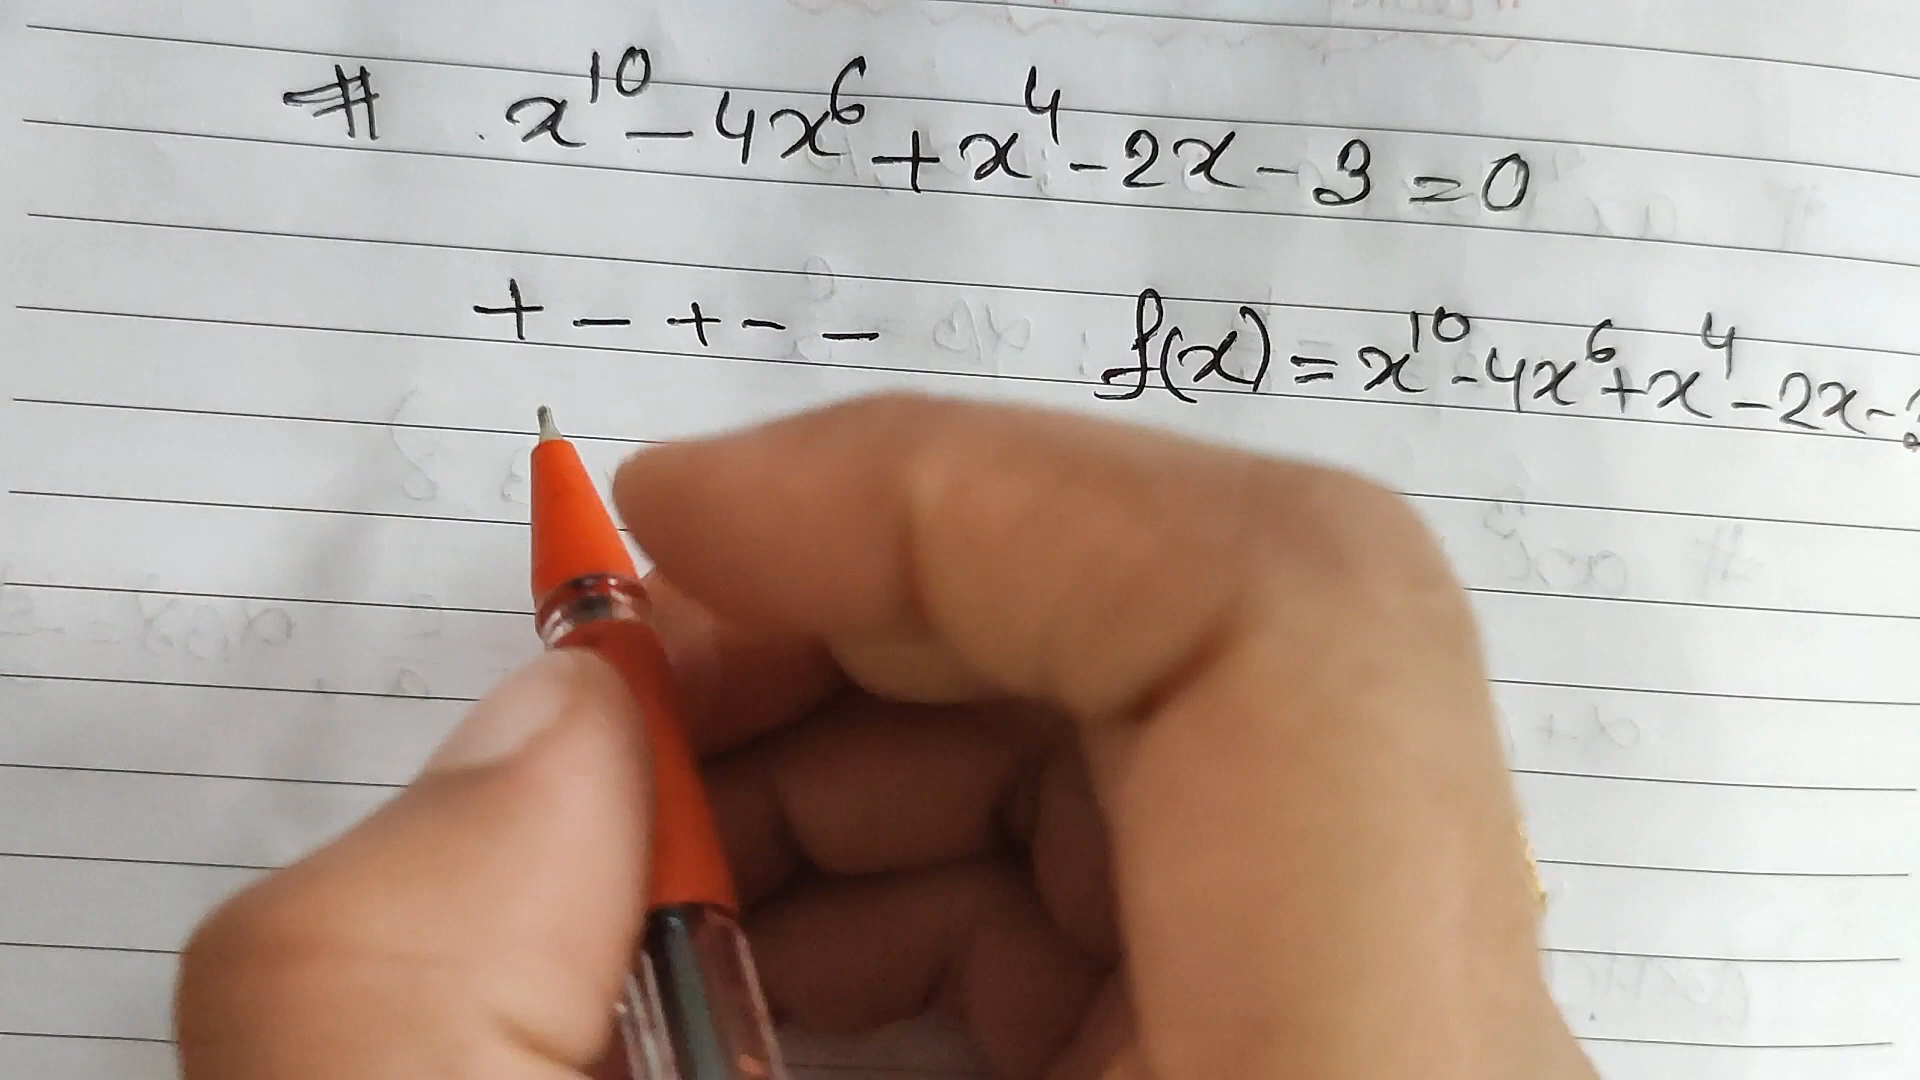 # x¹⁰ - 4x⁶ + x⁴ - 2x - 3 = 0
+ - + - - f(x) = x¹⁰ - 4x⁶ + x⁴ - 2x -